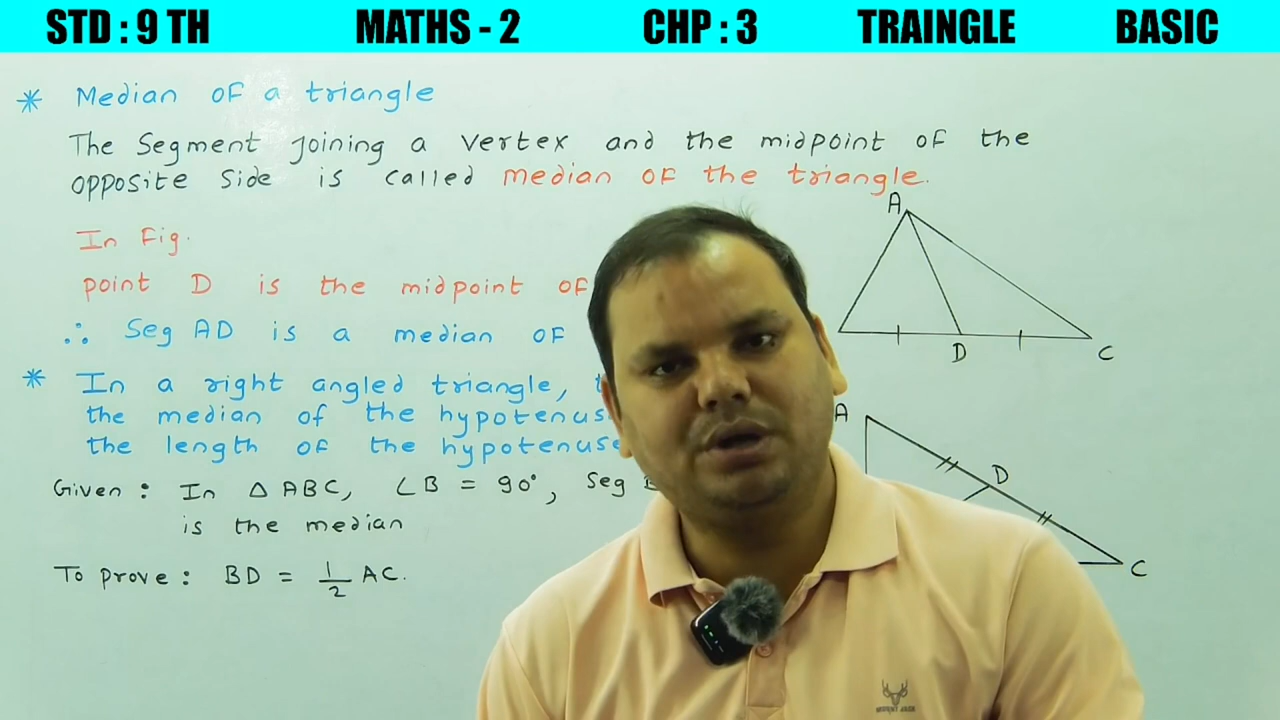 STD : 9 TH MATHS - 2 CHP : 3 TRAINGLE BASIC
* Median of a triangle
The Segment joining a vertex and the midpoint of the
opposite side is called median of the triangle.
In Fig.
point D is the midpoint of
∴ Seg AD is a median of
* In a right angled triangle,
the median of the hypotenus
the length of the hypotenuse
Given : In △ ABC, ∠B = 90°, Seg
is the median
To prove : BD = 1/2 AC.
A
D
C
A
D
C